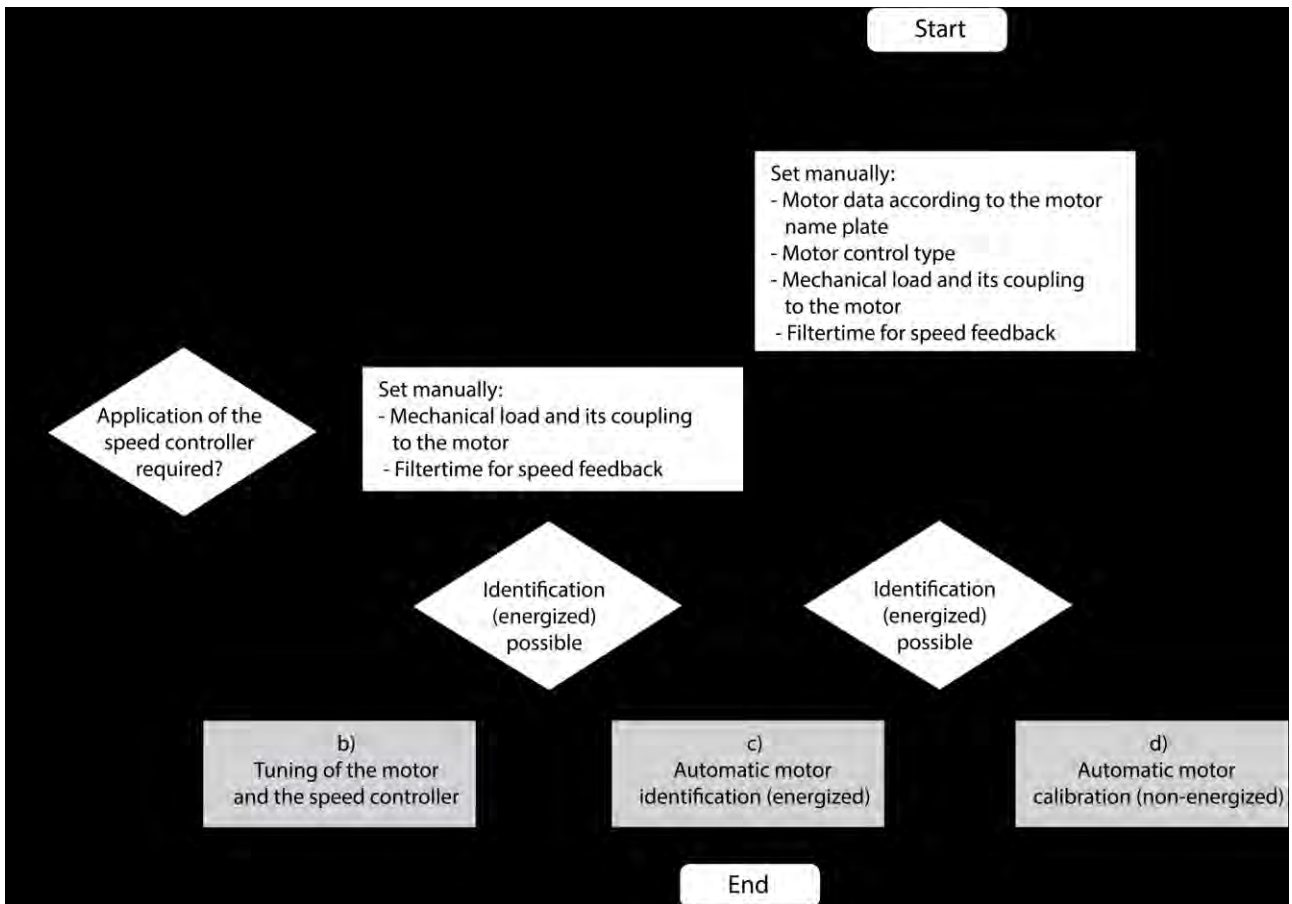 Start
Set manually:
- Motor data according to the motor
name plate
- Motor control type
- Mechanical load and its coupling
to the motor
- Filtertime for speed feedback
Application of the
speed controller
required?
Set manually:
- Mechanical load and its coupling
to the motor
- Filtertime for speed feedback
Identification
(energized)
possible
Identification
(energized)
possible
b)
Tuning of the motor
and the speed controller
c)
Automatic motor
identification (energized)
d)
Automatic motor
calibration (non-energized)
End